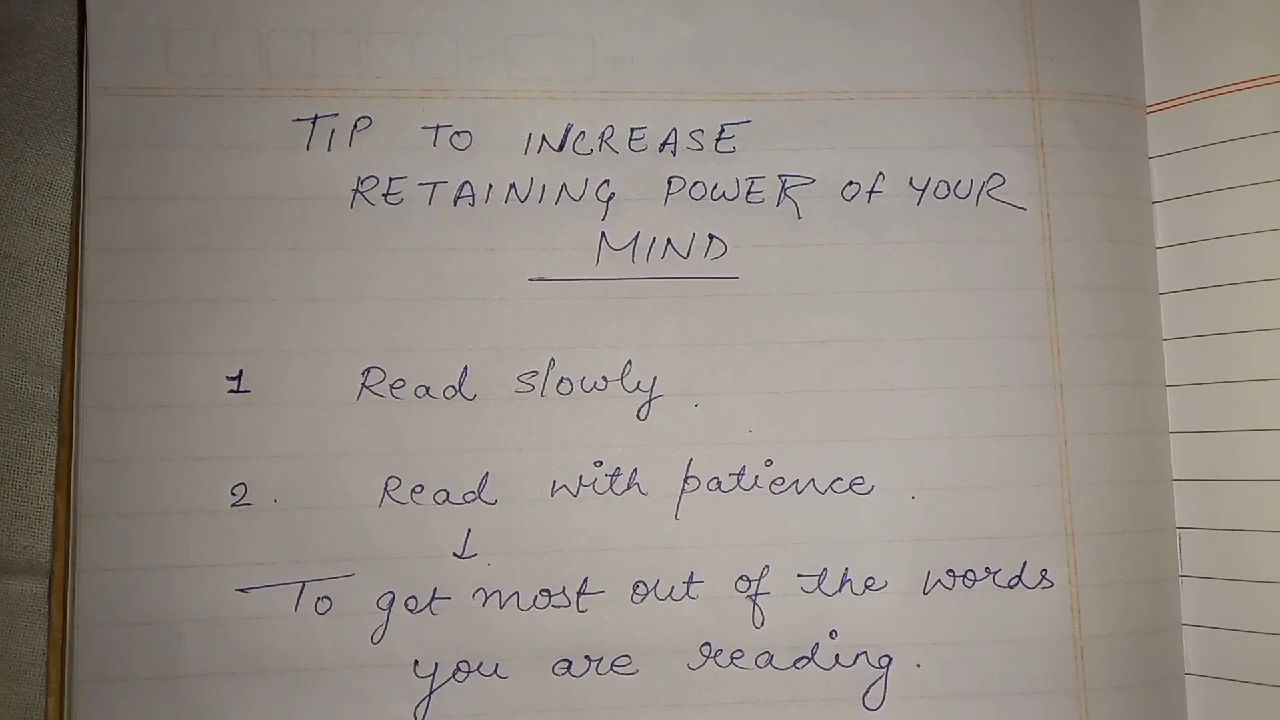 TIP TO INCREASE
RETAINING POWER Of YOUR
MIND
1 Read slowly.
2. Read with patience.
↓
To get most out of the words
you are reading.